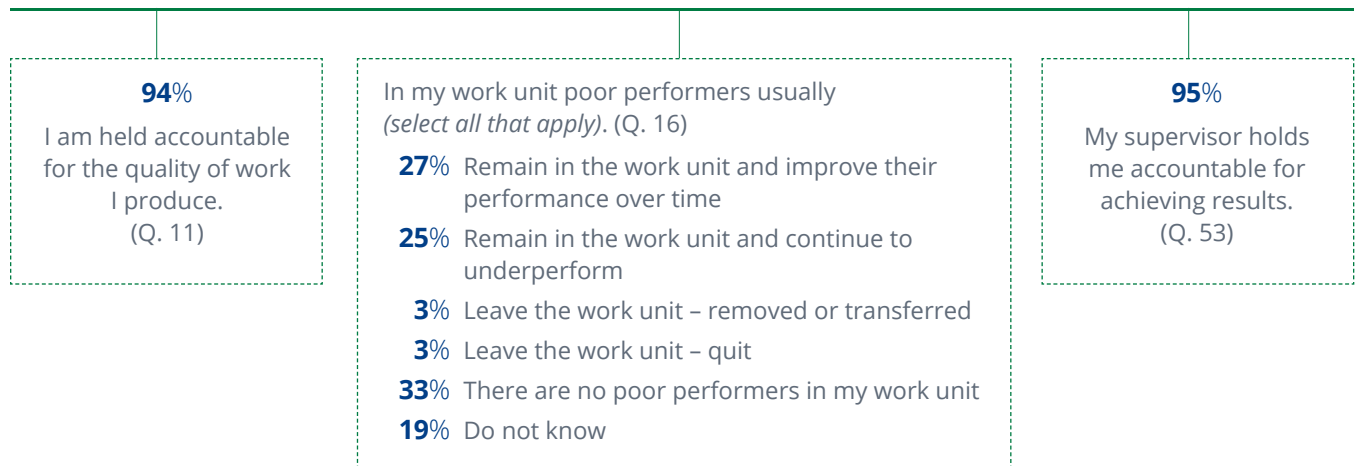 94%
I am held accountable
for the quality of work
I produce.
(Q. 11)
In my work unit poor performers usually
(select all that apply). (Q. 16)
27% Remain in the work unit and improve their
performance over time
25% Remain in the work unit and continue to
underperform
3% Leave the work unit – removed or transferred
3% Leave the work unit – quit
33% There are no poor performers in my work unit
19% Do not know
95%
My supervisor holds
me accountable for
achieving results.
(Q. 53)